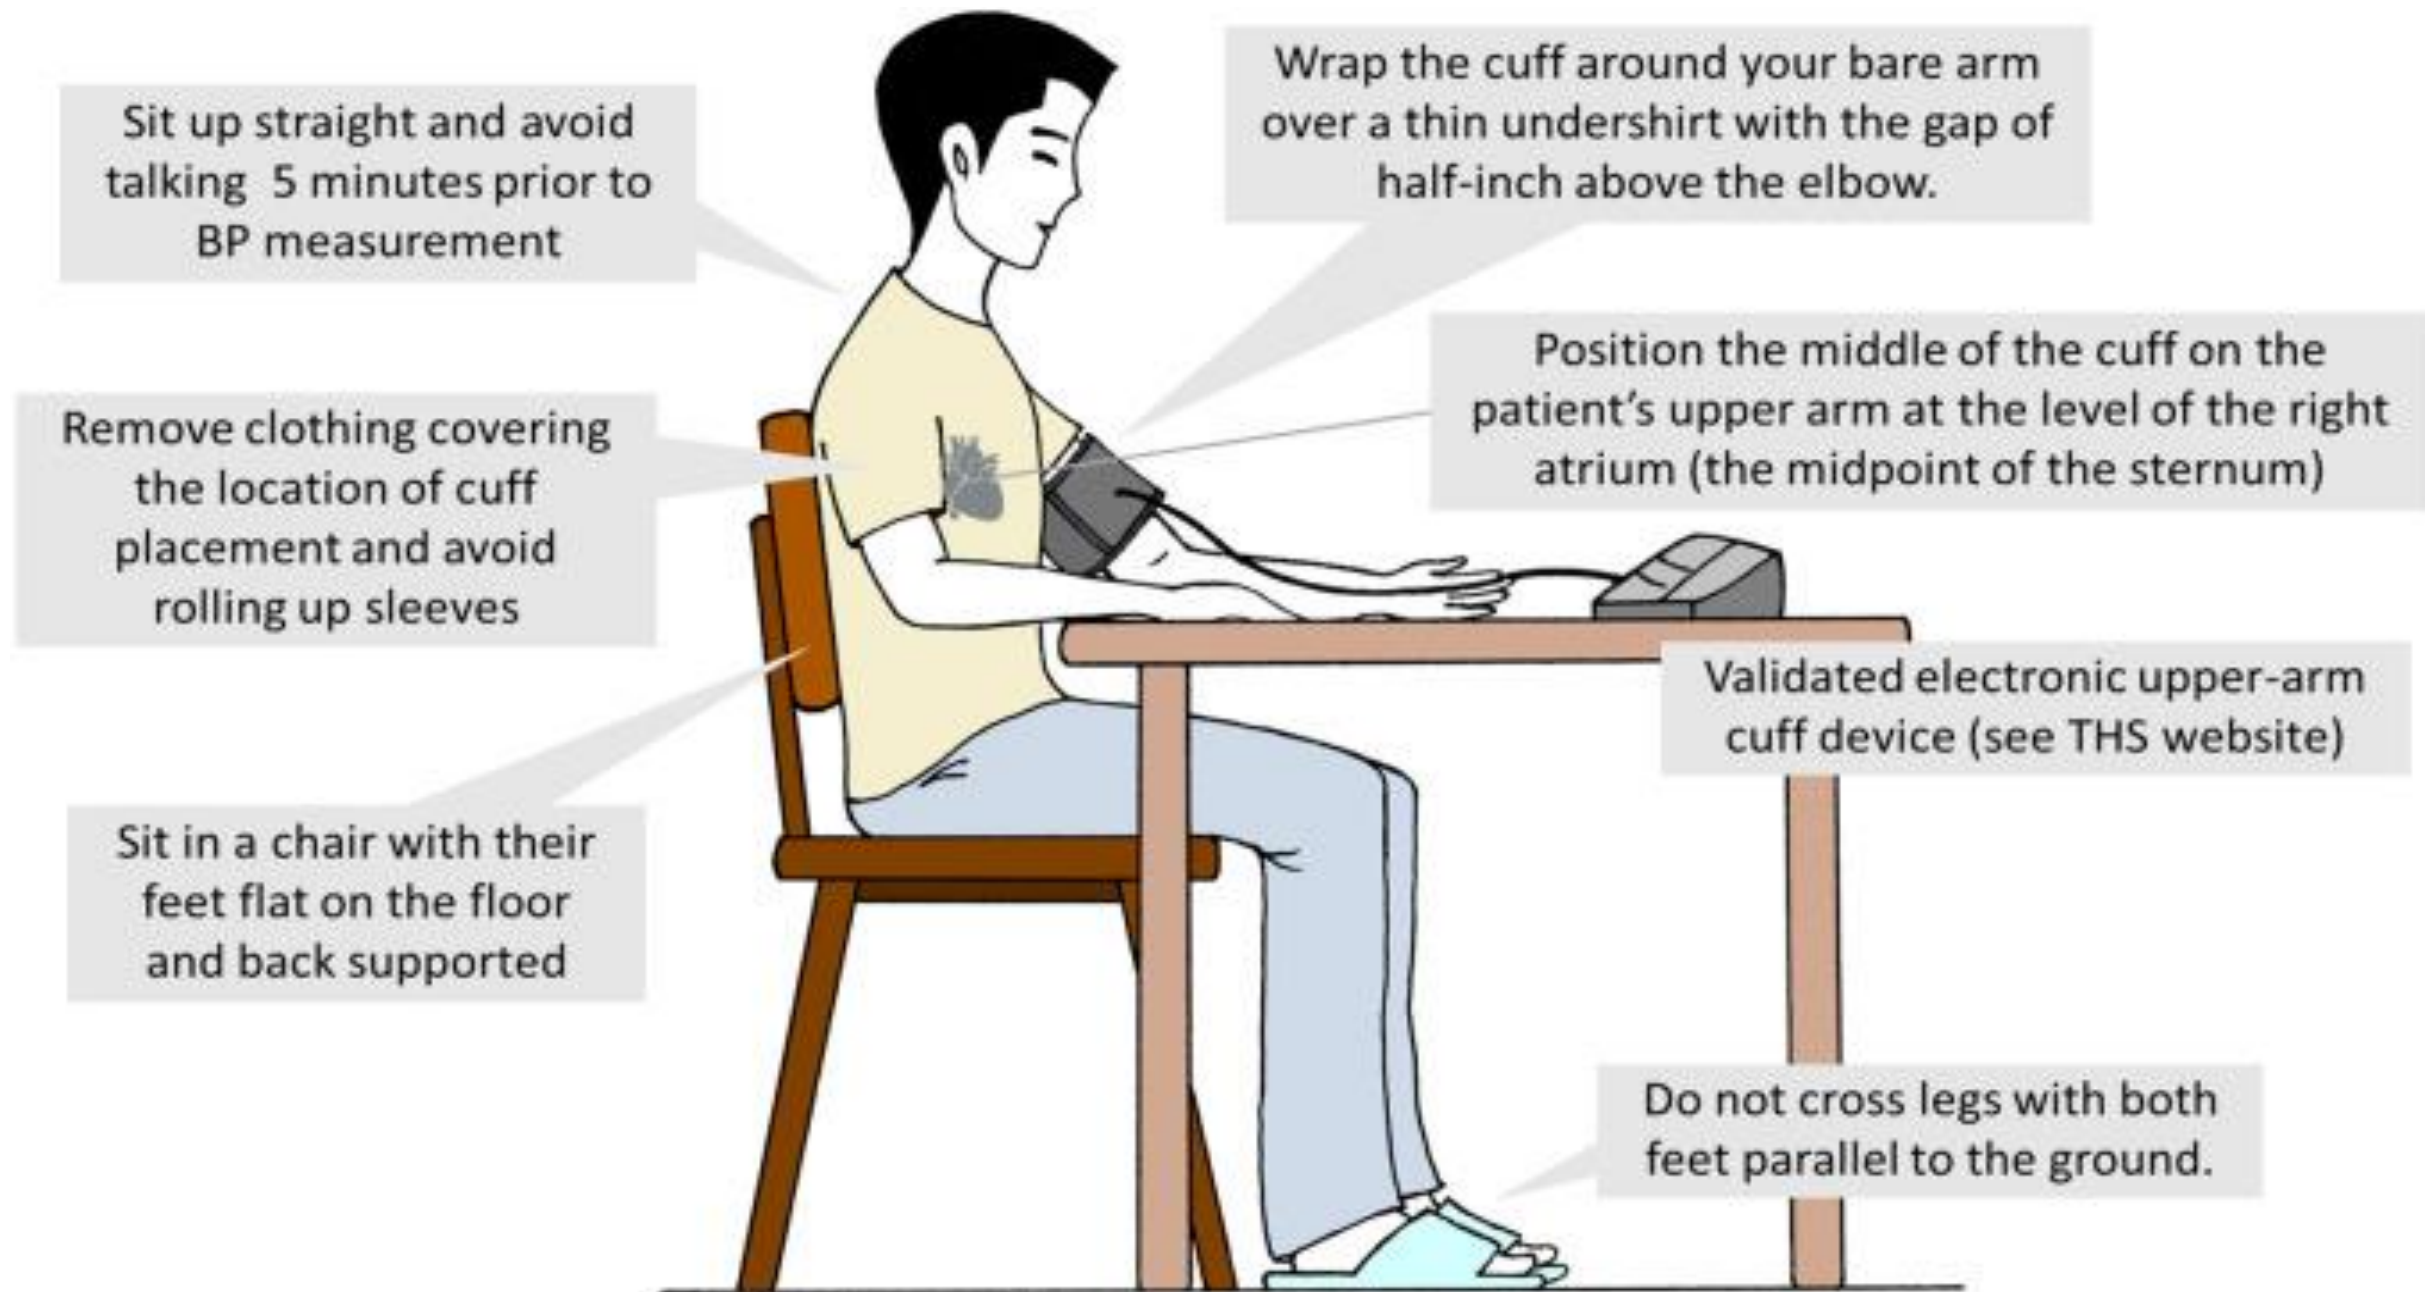 Sit up straight and avoid
talking 5 minutes prior to
BP measurement
Wrap the cuff around your bare arm
over a thin undershirt with the gap of
half-inch above the elbow.
Position the middle of the cuff on the
patient's upper arm at the level of the right
atrium (the midpoint of the sternum)
Remove clothing covering
the location of cuff
placement and avoid
rolling up sleeves
Validated electronic upper-arm
cuff device (see THS website)
Sit in a chair with their
feet flat on the floor
and back supported
Do not cross legs with both
feet parallel to the ground.